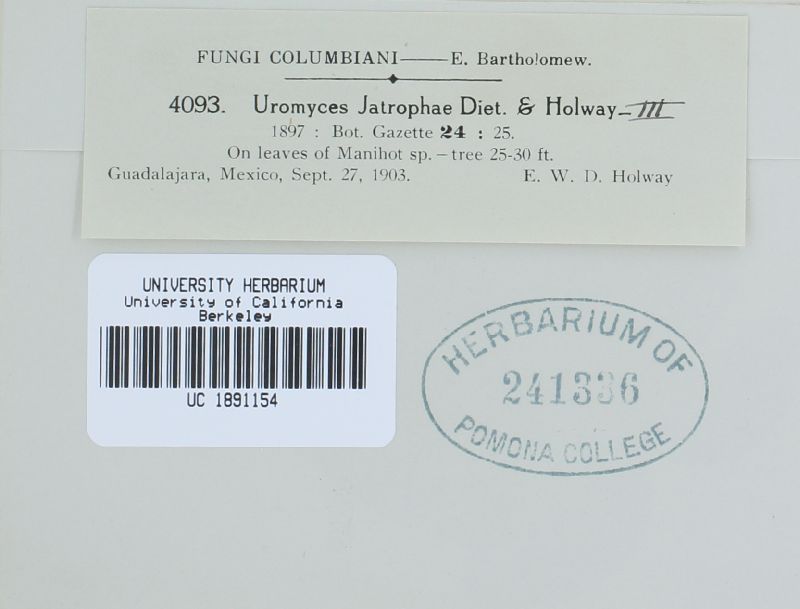 FUNGI COLUMBIANI—E. Bartholomew.
4093. Uromyces Jatrophae Diet. & Holway—III
1897 : Bot. Gazette 24 : 25.
On leaves of Manihot sp. – tree 25-30 ft.
Guadalajara, Mexico, Sept. 27, 1903. E. W. D. Holway
UNIVERSITY HERBARIUM
University of California
Berkeley
UC 1891154
HERBARIUM OF
241336
POMONA COLLEGE